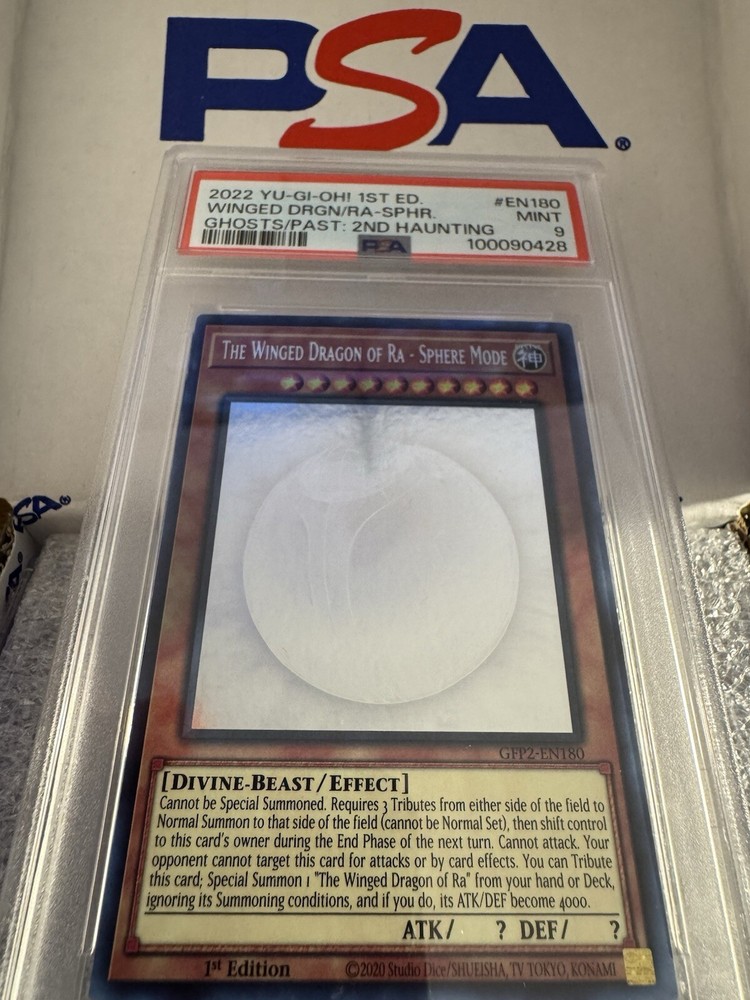 PSA®
2022 YU-GI-OH! 1ST ED. #EN180
WINGED DRGN/RA-SPHR. MINT
GHOSTS/PAST: 2ND HAUNTING 9
PSA 100090428
THE WINGED DRAGON OF RA - SPHERE MODE 神
GFP2-EN180
[DIVINE-BEAST/EFFECT]
Cannot be Special Summoned. Requires 3 Tributes from either side of the field to
Normal Summon to that side of the field (cannot be Normal Set), then shift control
to this card's owner during the End Phase of the next turn. Cannot attack. Your
opponent cannot target this card for attacks or by card effects. You can Tribute
this card; Special Summon 1 "The Winged Dragon of Ra" from your hand or Deck,
ignoring its Summoning conditions, and if you do, its ATK/DEF become 4000.
ATK/ ? DEF/ ?
1st Edition ©2020 Studio Dice/SHUEISHA, TV TOKYO, KONAMI
SA®